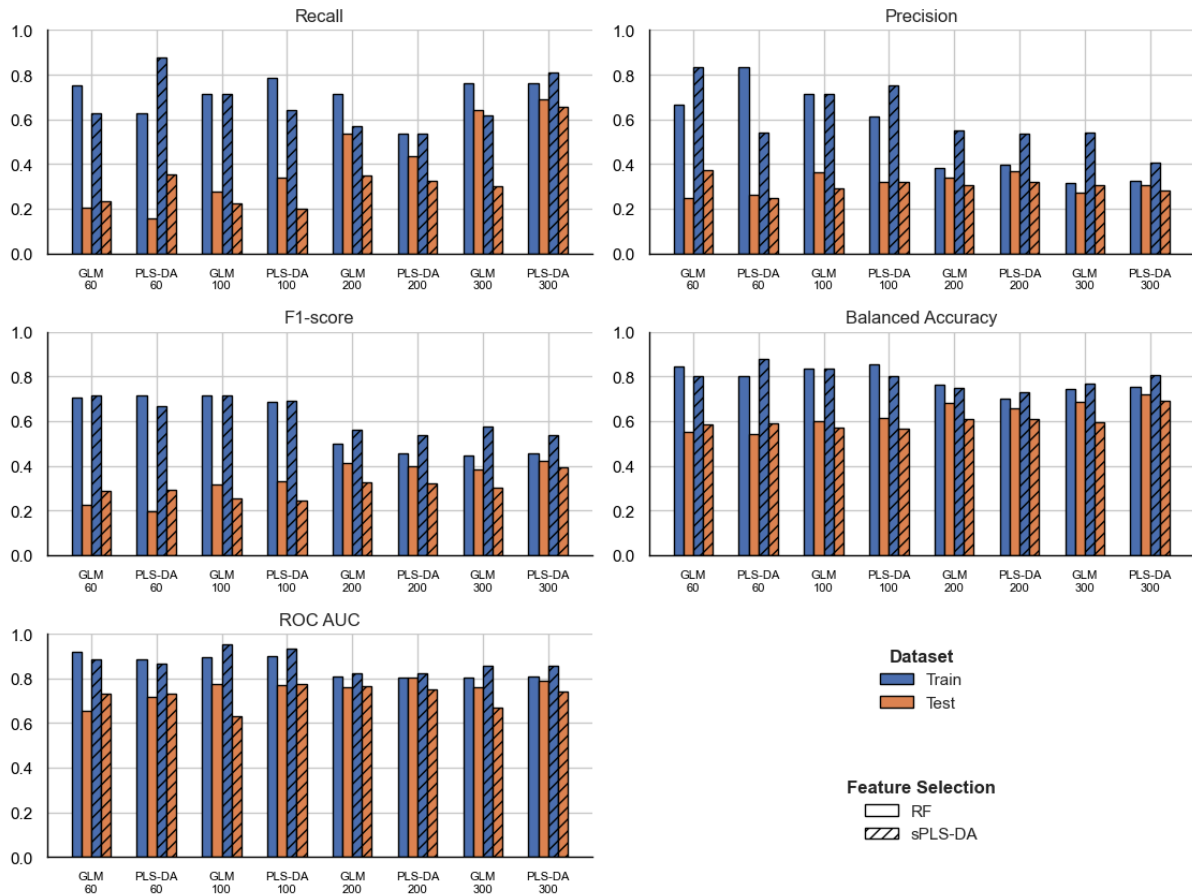 Recall
1.0
0.8
0.6
0.4
0.2
0.0
GLM PLS-DA GLM PLS-DA GLM PLS-DA GLM PLS-DA
60 60 100 100 200 200 300 300
Precision
1.0
0.8
0.6
0.4
0.2
0.0
GLM PLS-DA GLM PLS-DA GLM PLS-DA GLM PLS-DA
60 60 100 100 200 200 300 300
F1-score
1.0
0.8
0.6
0.4
0.2
0.0
GLM PLS-DA GLM PLS-DA GLM PLS-DA GLM PLS-DA
60 60 100 100 200 200 300 300
Balanced Accuracy
1.0
0.8
0.6
0.4
0.2
0.0
GLM PLS-DA GLM PLS-DA GLM PLS-DA GLM PLS-DA
60 60 100 100 200 200 300 300
ROC AUC
1.0
0.8
0.6
0.4
0.2
0.0
GLM PLS-DA GLM PLS-DA GLM PLS-DA GLM PLS-DA
60 60 100 100 200 200 300 300
Dataset
Train
Test
Feature Selection
RF
sPLS-DA